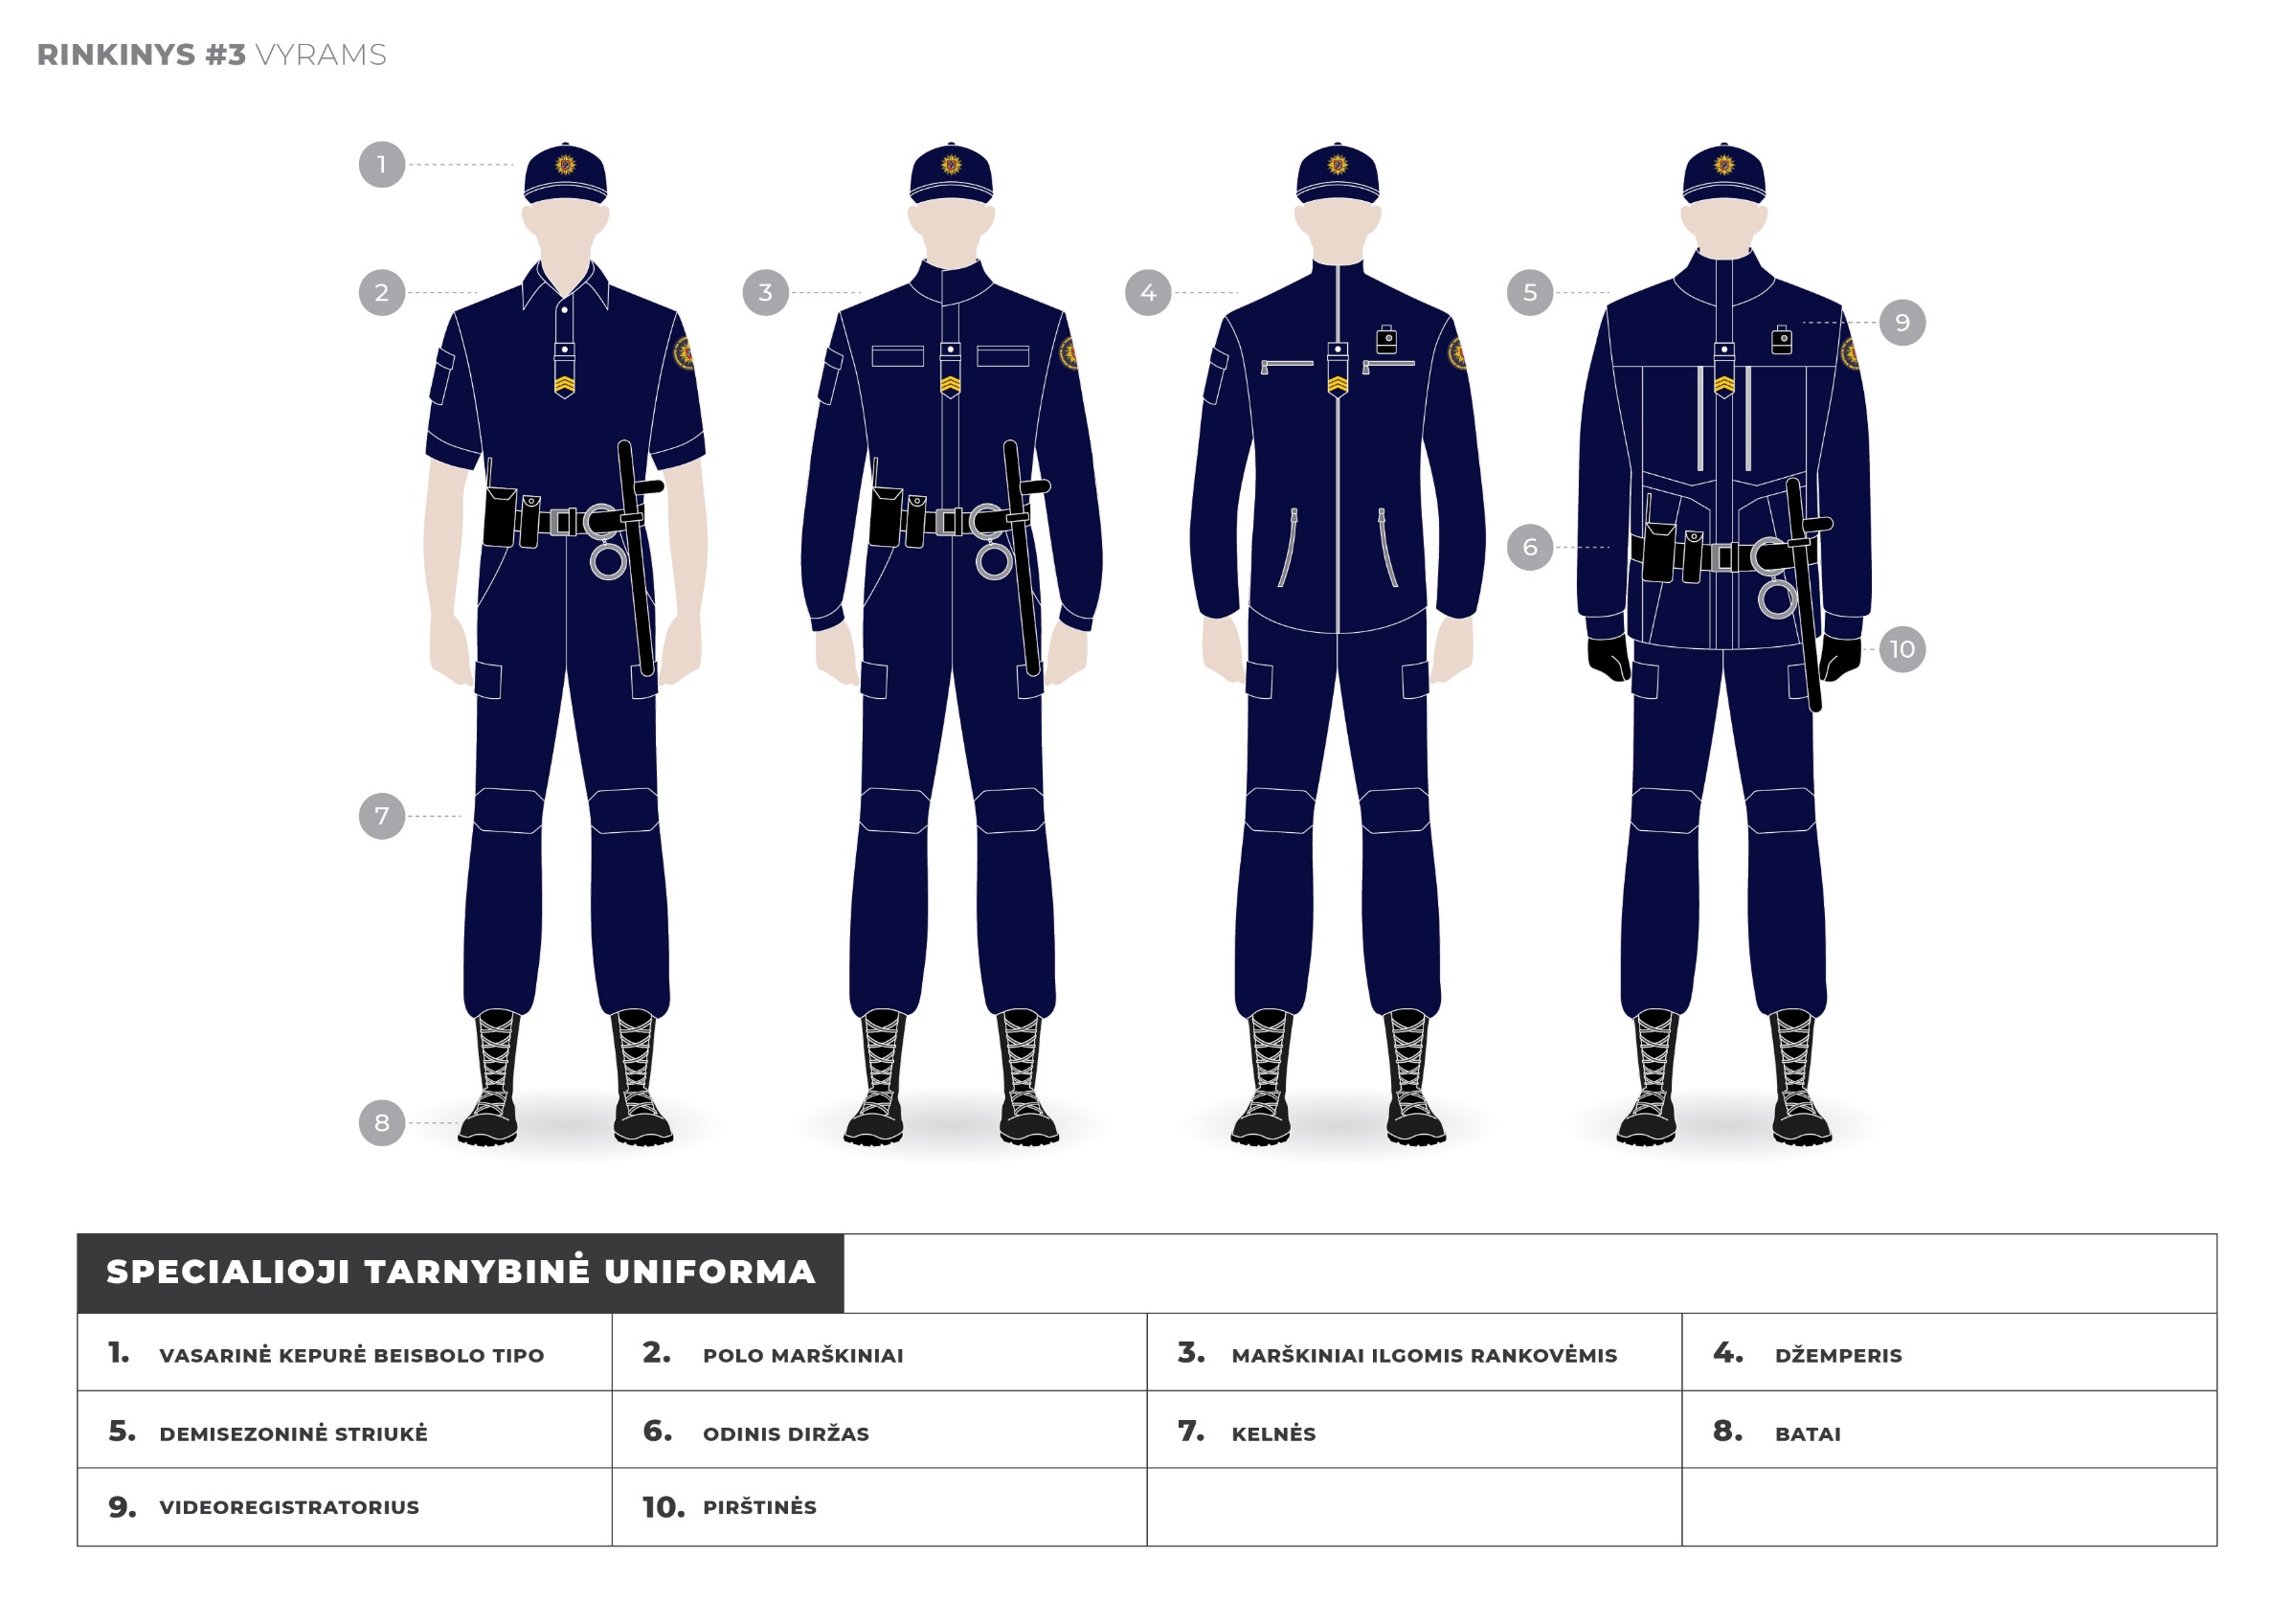 RINKINYS #3 VYRAMS
1
2
3
4
5
9
6
10
7
8
SPECIALIOJI TARNYBINĖ UNIFORMA
1. VASARINĖ KEPURĖ BEISBOLO TIPO
2. POLO MARŠKINIAI
3. MARŠKINIAI ILGOMIS RANKOVĖMIS
4. DŽEMPERIS
5. DEMISEZONINĖ STRIUKĖ
6. ODINIS DIRŽAS
7. KELNĖS
8. BATAI
9. VIDEOREGISTRATORIUS
10. PIRŠTINĖS